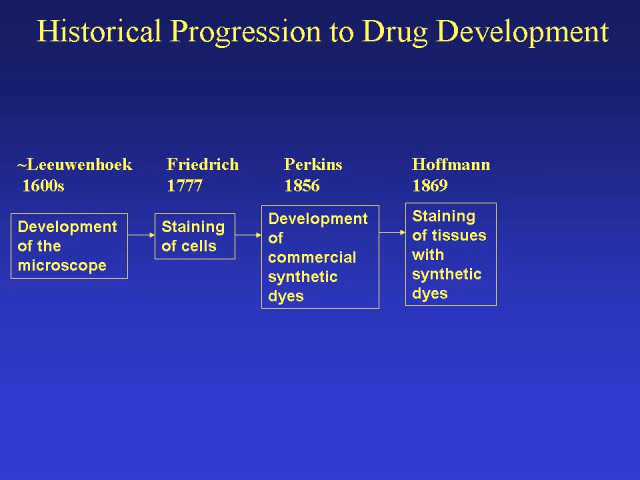 Historical Progression to Drug Development
~Leeuwenhoek
1600s
Friedrich
1777
Perkins
1856
Hoffmann
1869
Development
of the
microscope
Staining
of cells
Development
of
commercial
synthetic
dyes
Staining
of tissues
with
synthetic
dyes